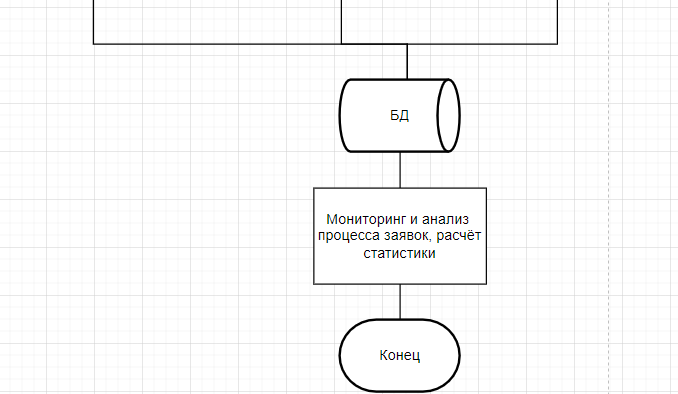 БД
Мониторинг и анализ
процесса заявок, расчёт
статистики
Конец